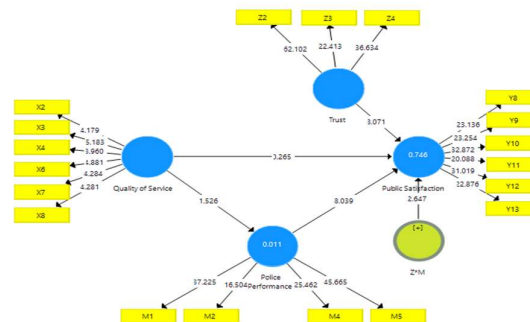 Z2
Z3
Z4
62.102
22.413
36.634
Trust
3.071
X2
X3
X4
X6
X7
X8
4.179
5.183
3.960
4.881
4.284
4.281
Quality of Service
0.265
0.746
Public Satisfaction
23.136
23.254
32.872
20.088
31.019
22.876
Y8
Y9
Y10
Y11
Y12
Y13
1.526
8.039
2.647
[+]
Z*M
0.011
Police
Performance
37.225
16.504
25.462
45.665
M1
M2
M4
M5